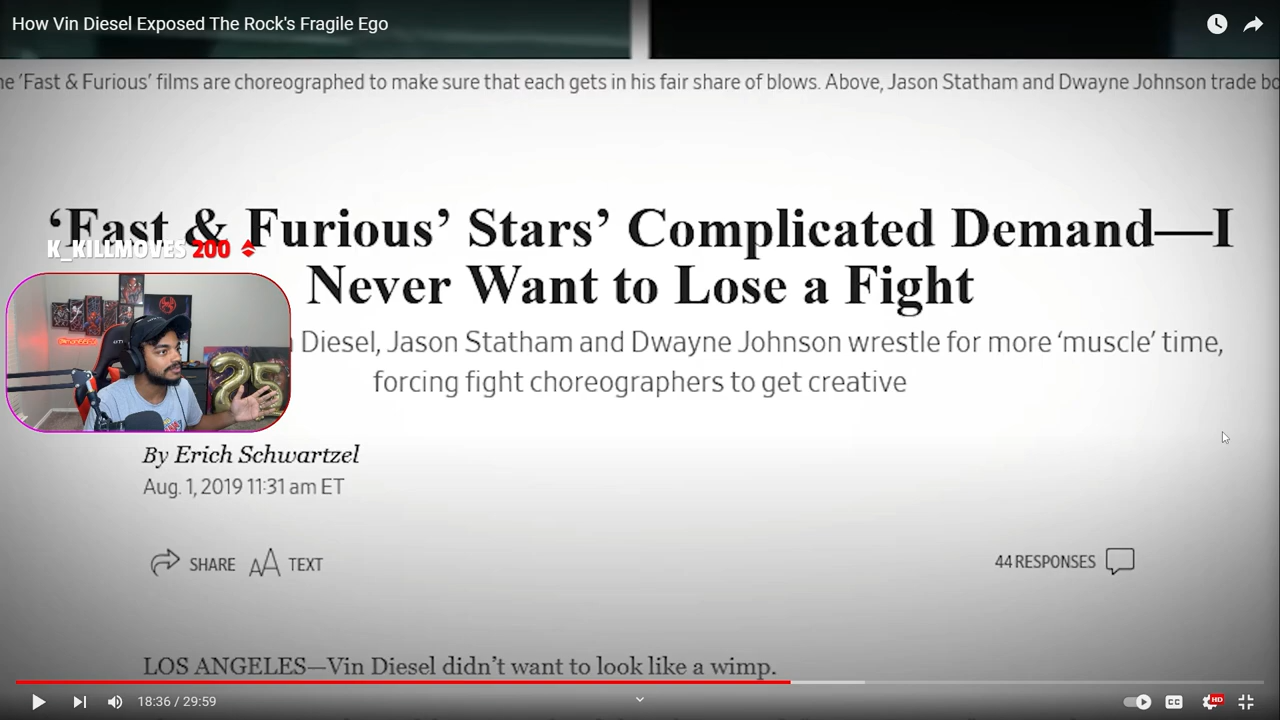 How Vin Diesel Exposed The Rock's Fragile Ego
'Fast & Furious' films are choreographed to make sure that each gets in his fair share of blows. Above, Jason Statham and Dwayne Johnson trade
‘Fast & Furious’ Stars’ Complicated Demand—I
K_KILLMOVES 200
Never Want to Lose a Fight
Diesel, Jason Statham and Dwayne Johnson wrestle for more ‘muscle’ time,
forcing fight choreographers to get creative
25
By Erich Schwartzel
Aug. 1, 2019 11:31 am ET
SHARE AA TEXT
44 RESPONSES
LOS ANGELES—Vin Diesel didn’t want to look like a wimp.
18:36 / 29:59
CC
HD